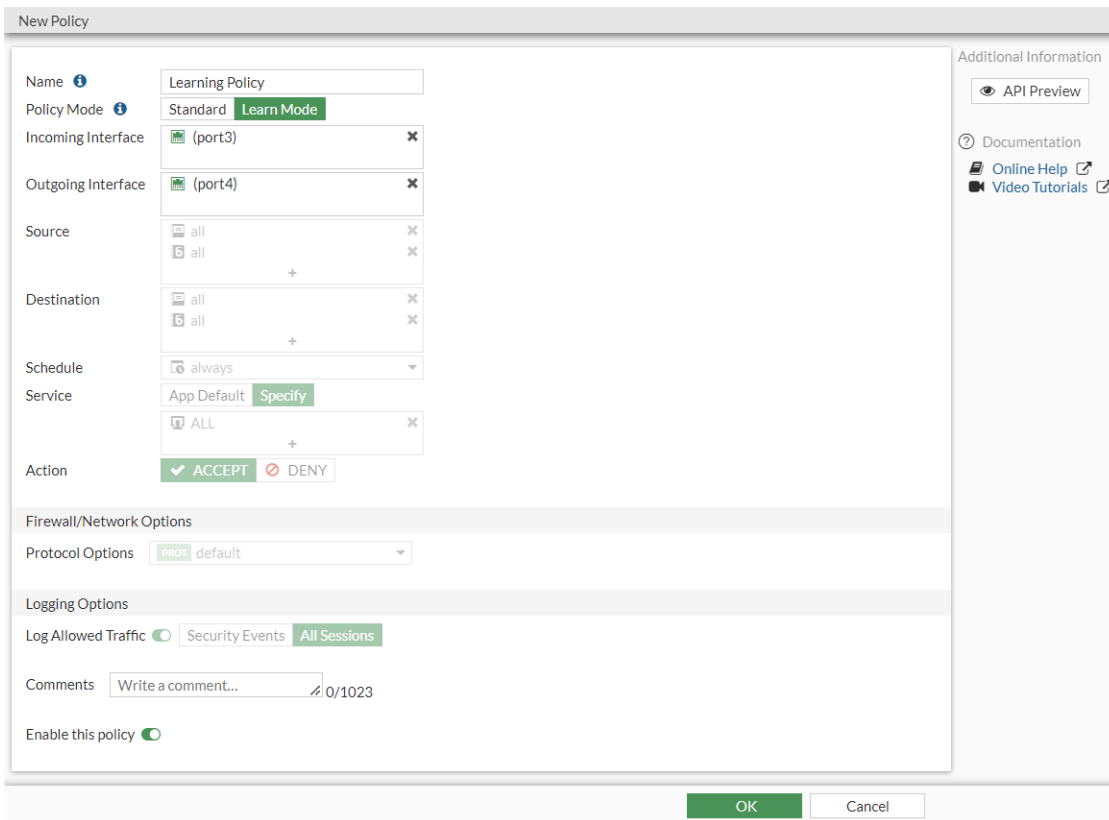 New Policy
Name
Learning Policy
Policy Mode
Standard Learn Mode
Incoming Interface
(port3)
Outgoing Interface
(port4)
Source
all
6 all
+
Destination
all
6 all
+
Schedule
always
Service
App Default Specify
ALL
+
Action
ACCEPT DENY
Firewall/Network Options
Protocol Options PROT default
Logging Options
Log Allowed Traffic Security Events All Sessions
Comments Write a comment... 0/1023
Enable this policy
OK Cancel
Additional Information
API Preview
Documentation
Online Help
Video Tutorials